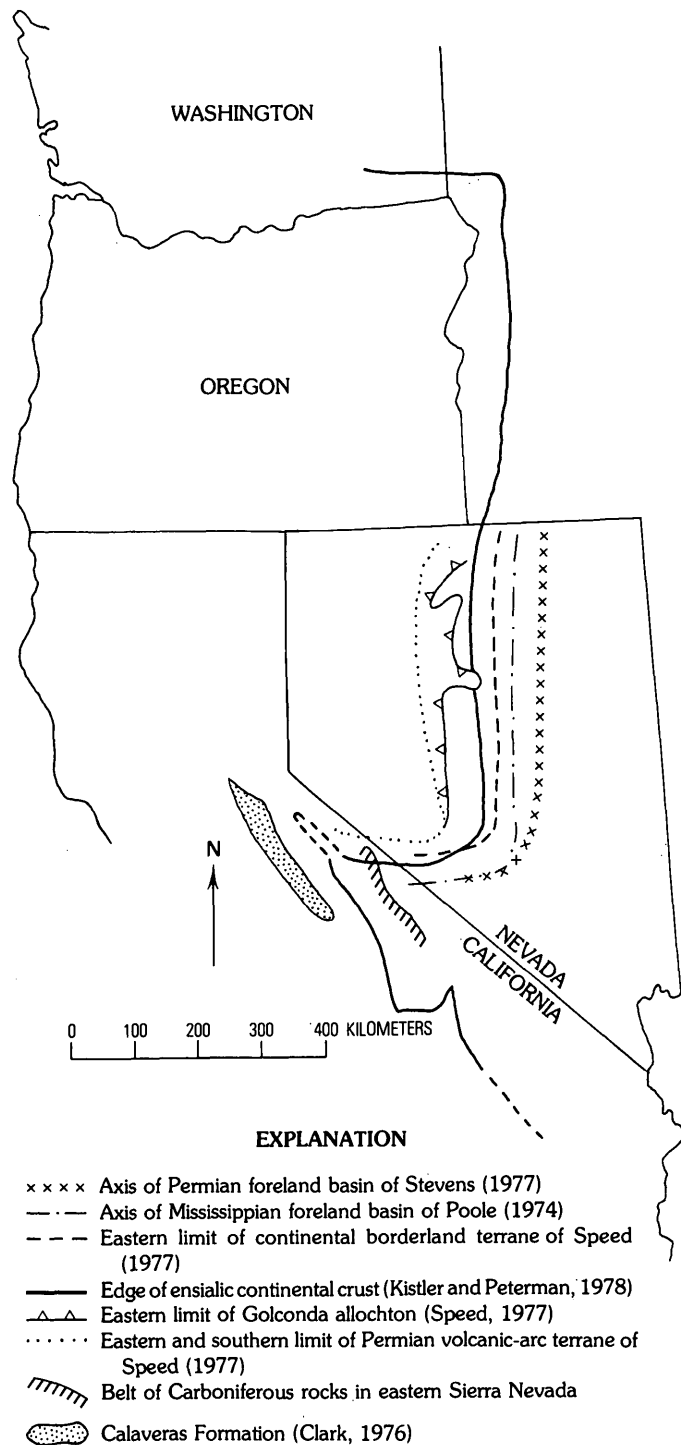 WASHINGTON
OREGON
N
NEVADA
CALIFORNIA
0 100 200 300 400 KILOMETERS
EXPLANATION
x x x x Axis of Permian foreland basin of Stevens (1977)
Axis of Mississippian foreland basin of Poole (1974)
Eastern limit of continental borderland terrane of Speed
(1977)
Edge of ensialic continental crust (Kistler and Peterman, 1978)
Eastern limit of Golconda allochton (Speed, 1977)
Eastern and southern limit of Permian volcanic-arc terrane of
Speed (1977)
Belt of Carboniferous rocks in eastern Sierra Nevada
Calaveras Formation (Clark, 1976)